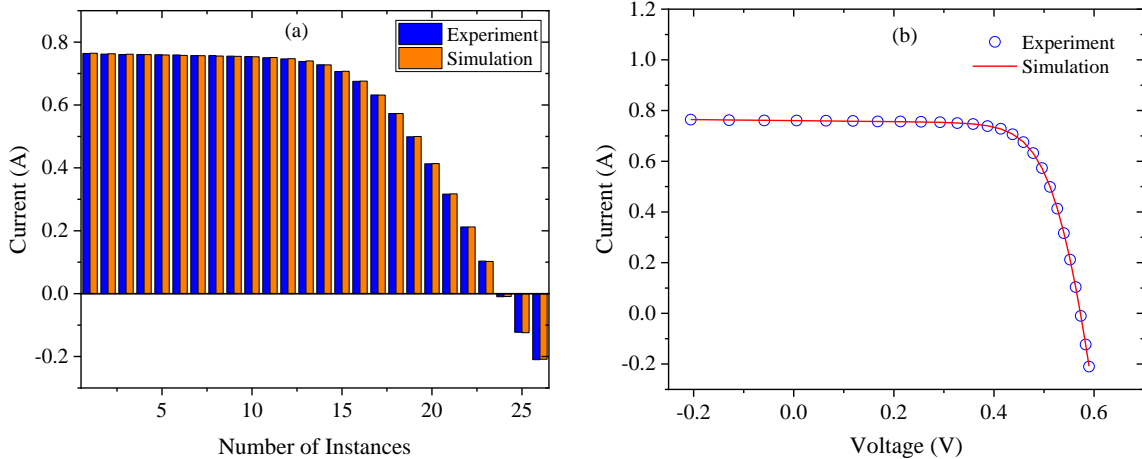 (a)
Experiment
Simulation
Current (A)
0.8
0.6
0.4
0.2
0.0
-0.2
5 10 15 20 25
Number of Instances
(b)
Experiment
Simulation
Current (A)
1.2
1.0
0.8
0.6
0.4
0.2
0.0
-0.2
-0.2 0.0 0.2 0.4 0.6
Voltage (V)